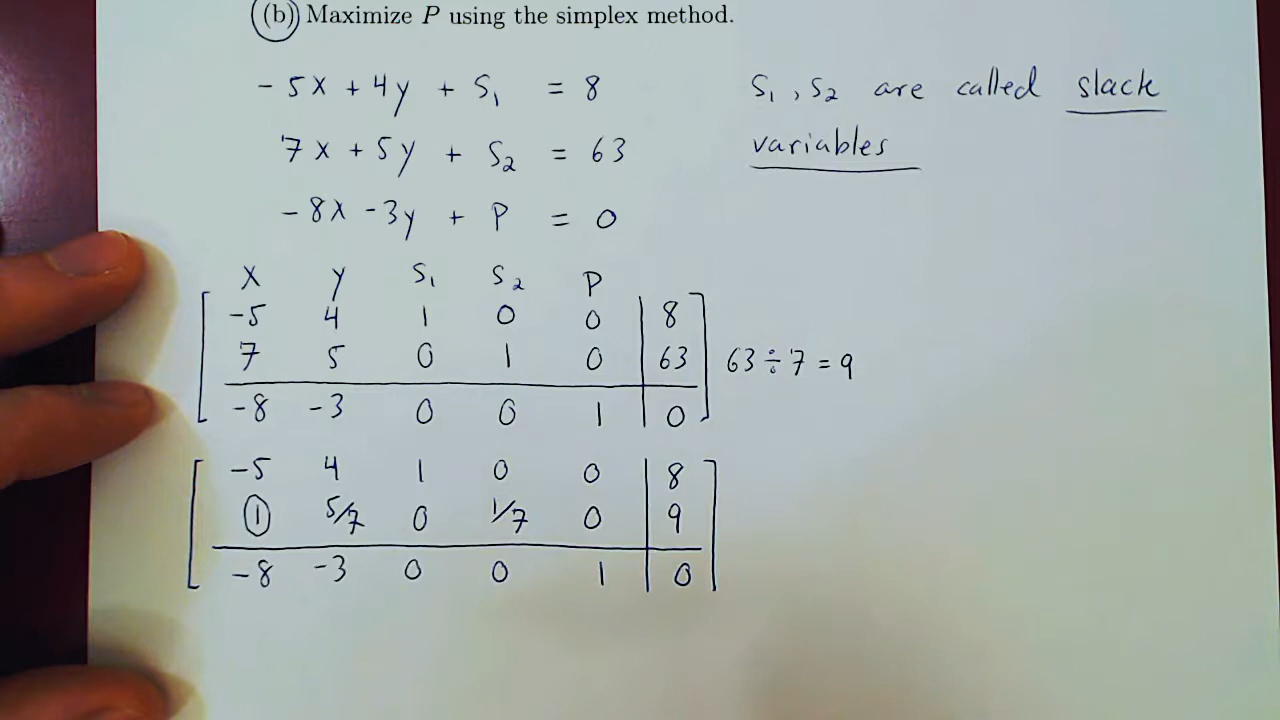 (b) Maximize P using the simplex method.
-5x + 4y + S₁ = 8
7x + 5y + S₂ = 63
-8x -3y + P = 0
S₁, S₂ are called slack
variables
X Y S₁ S₂ P
-5 4 1 0 0 8
7 5 0 1 0 63 63 ÷ 7 = 9
-8 -3 0 0 1 0
-5 4 1 0 0 8
1 5/7 0 1/7 0 9
-8 -3 0 0 1 0